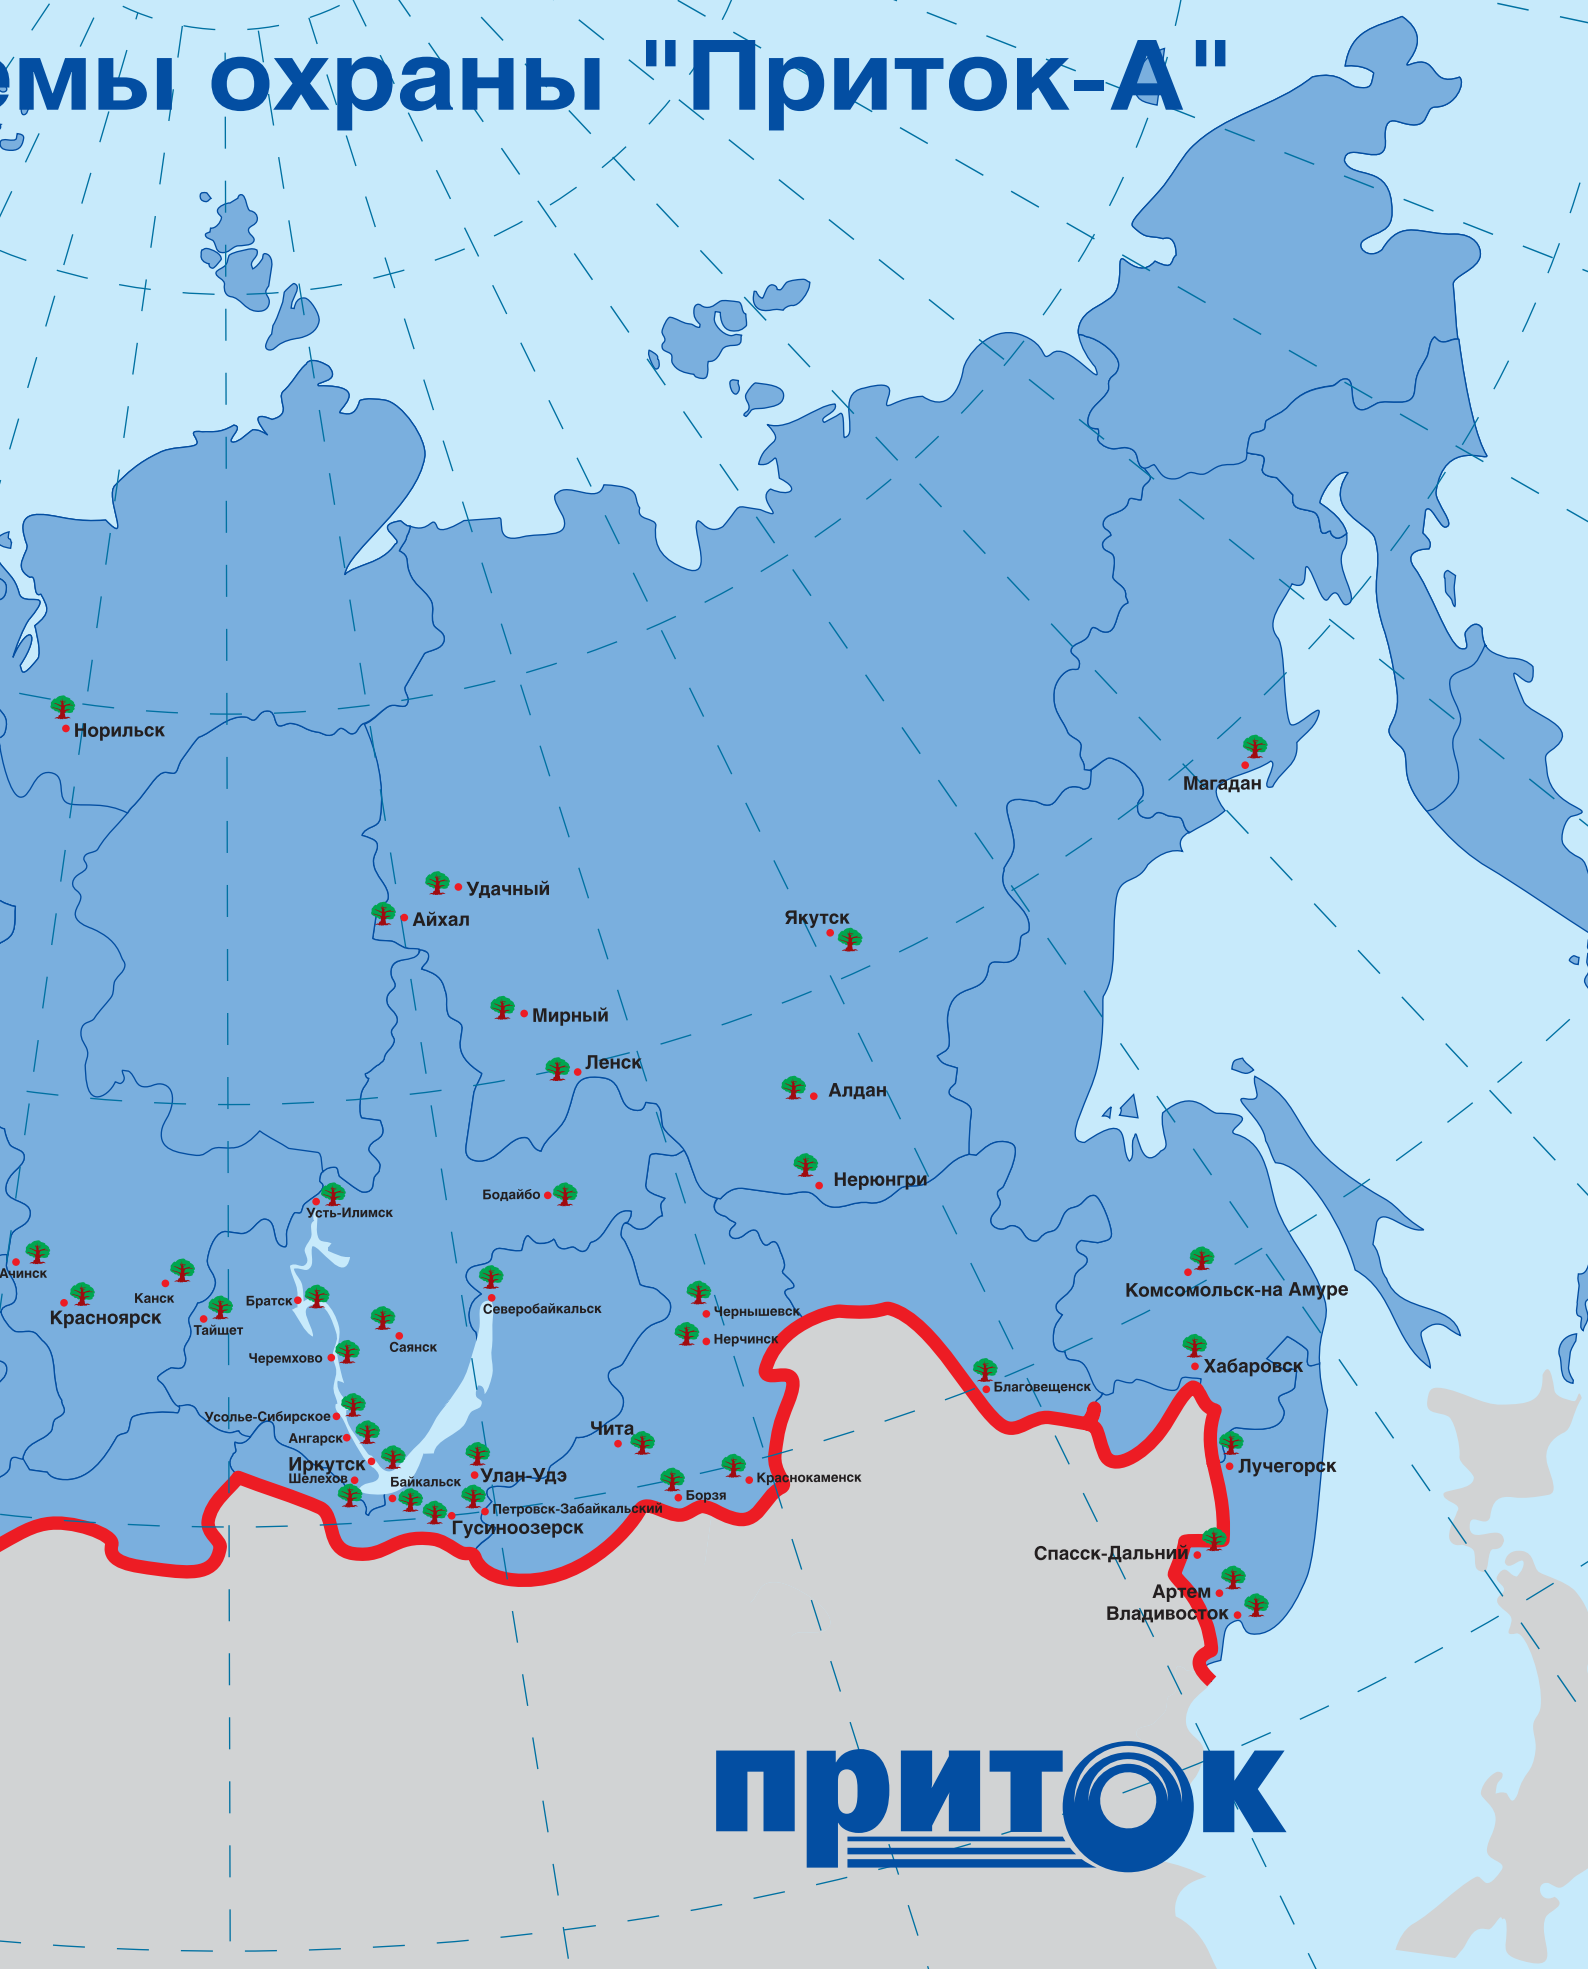 емы охраны "Приток-А"
Норильск
Магадан
Удачный
Айхал
Якутск
Мирный
Ленск
Алдан
Нерюнгри
Бодайбо
Усть-Илимск
Ачинск
Канск
Красноярск
Тайшет
Братск
Саянск
Черемхово
Северобайкальск
Чернышевск
Нерчинск
Комсомольск-на Амуре
Хабаровск
Благовещенск
Усолье-Сибирское
Ангарск
Чита
Иркутск
Шелехов
Байкальск
Улан-Удэ
Краснокаменск
Борзя
Петровск-Забайкальский
Гусиноозерск
Лучегорск
Спасск-Дальний
Артем
Владивосток
приток